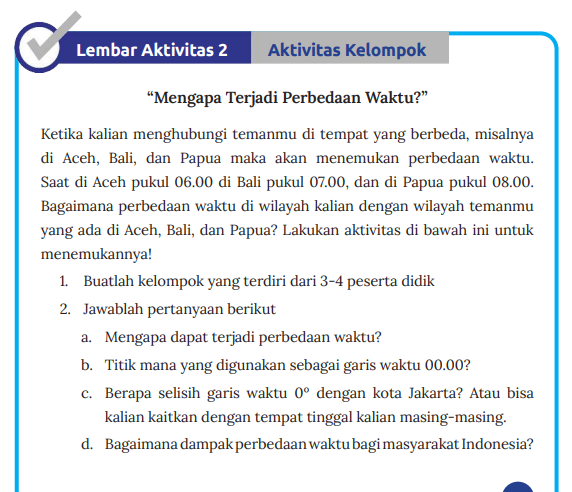 Lembar Aktivitas 2 Aktivitas Kelompok
“Mengapa Terjadi Perbedaan Waktu?”
Ketika kalian menghubungi temanmu di tempat yang berbeda, misalnya
di Aceh, Bali, dan Papua maka akan menemukan perbedaan waktu.
Saat di Aceh pukul 06.00 di Bali pukul 07.00, dan di Papua pukul 08.00.
Bagaimana perbedaan waktu di wilayah kalian dengan wilayah temanmu
yang ada di Aceh, Bali, dan Papua? Lakukan aktivitas di bawah ini untuk
menemukannya!
1. Buatlah kelompok yang terdiri dari 3-4 peserta didik
2. Jawablah pertanyaan berikut
a. Mengapa dapat terjadi perbedaan waktu?
b. Titik mana yang digunakan sebagai garis waktu 00.00?
c. Berapa selisih garis waktu 0º dengan kota Jakarta? Atau bisa
kalian kaitkan dengan tempat tinggal kalian masing-masing.
d. Bagaimana dampak perbedaan waktu bagi masyarakat Indonesia?